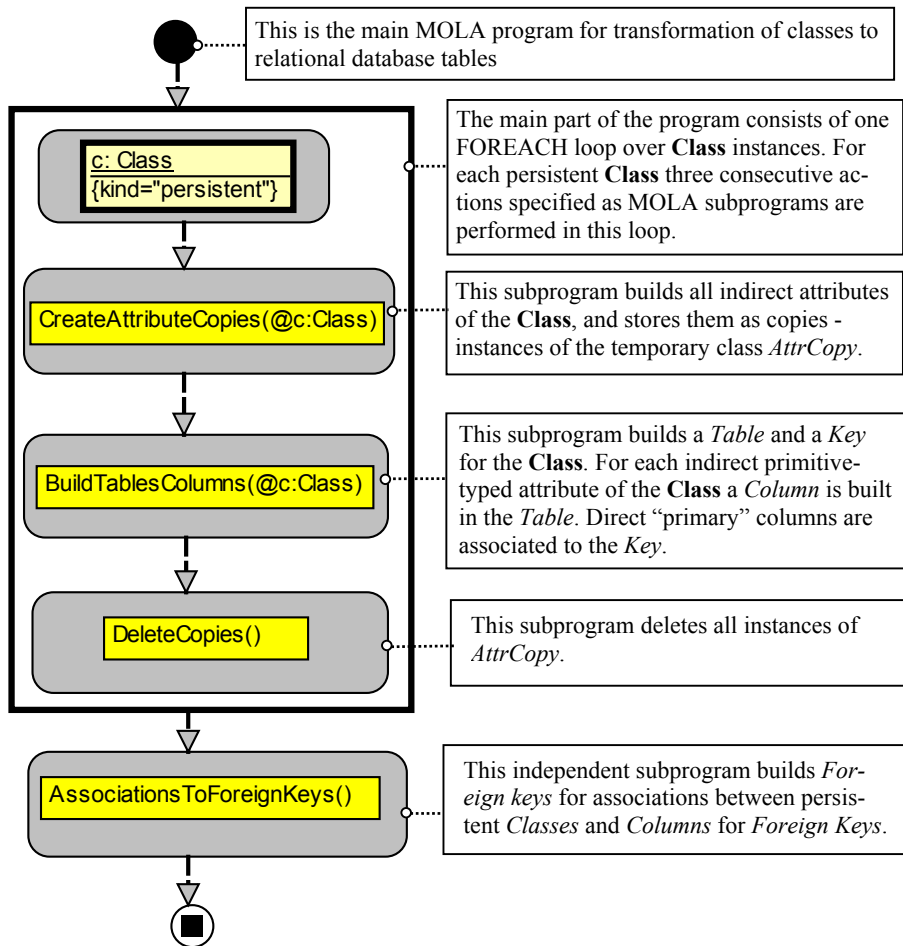 This is the main MOLA program for transformation of classes to
relational database tables
c: Class
{kind="persistent"}
The main part of the program consists of one
FOREACH loop over Class instances. For
each persistent Class three consecutive ac-
tions specified as MOLA subprograms are
performed in this loop.
CreateAttributeCopies(@c:Class)
This subprogram builds all indirect attributes
of the Class, and stores them as copies -
instances of the temporary class AttrCopy.
BuildTablesColumns(@c:Class)
This subprogram builds a Table and a Key
for the Class. For each indirect primitive-
typed attribute of the Class a Column is built
in the Table. Direct “primary” columns are
associated to the Key.
DeleteCopies()
This subprogram deletes all instances of
AttrCopy.
AssociationsToForeignKeys()
This independent subprogram builds For-
eign keys for associations between persis-
tent Classes and Columns for Foreign Keys.